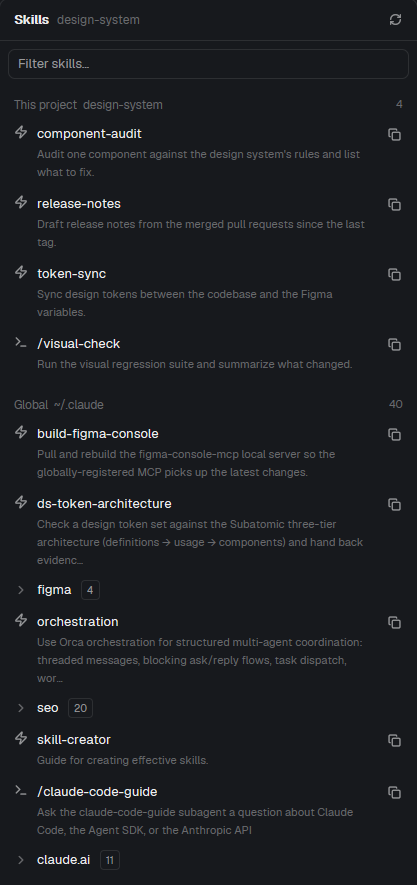 Skills design-system
Filter skills...
This project design-system 4
component-audit
Audit one component against the design system's rules and list
what to fix.
release-notes
Draft release notes from the merged pull requests since the last
tag.
token-sync
Sync design tokens between the codebase and the Figma
variables.
/visual-check
Run the visual regression suite and summarize what changed.
Global ~/.claude 40
build-figma-console
Pull and rebuild the figma-console-mcp local server so the
globally-registered MCP picks up the latest changes.
ds-token-architecture
Check a design token set against the Subatomic three-tier
architecture (definitions → usage → components) and hand back
evidenc...
figma 4
orchestration
Use Orca orchestration for structured multi-agent coordination:
threaded messages, blocking ask/reply flows, task dispatch,
wor...
seo 20
skill-creator
Guide for creating effective skills.
/claude-code-guide
Ask the claude-code-guide subagent a question about Claude
Code, the Agent SDK, or the Anthropic API
claude.ai 11